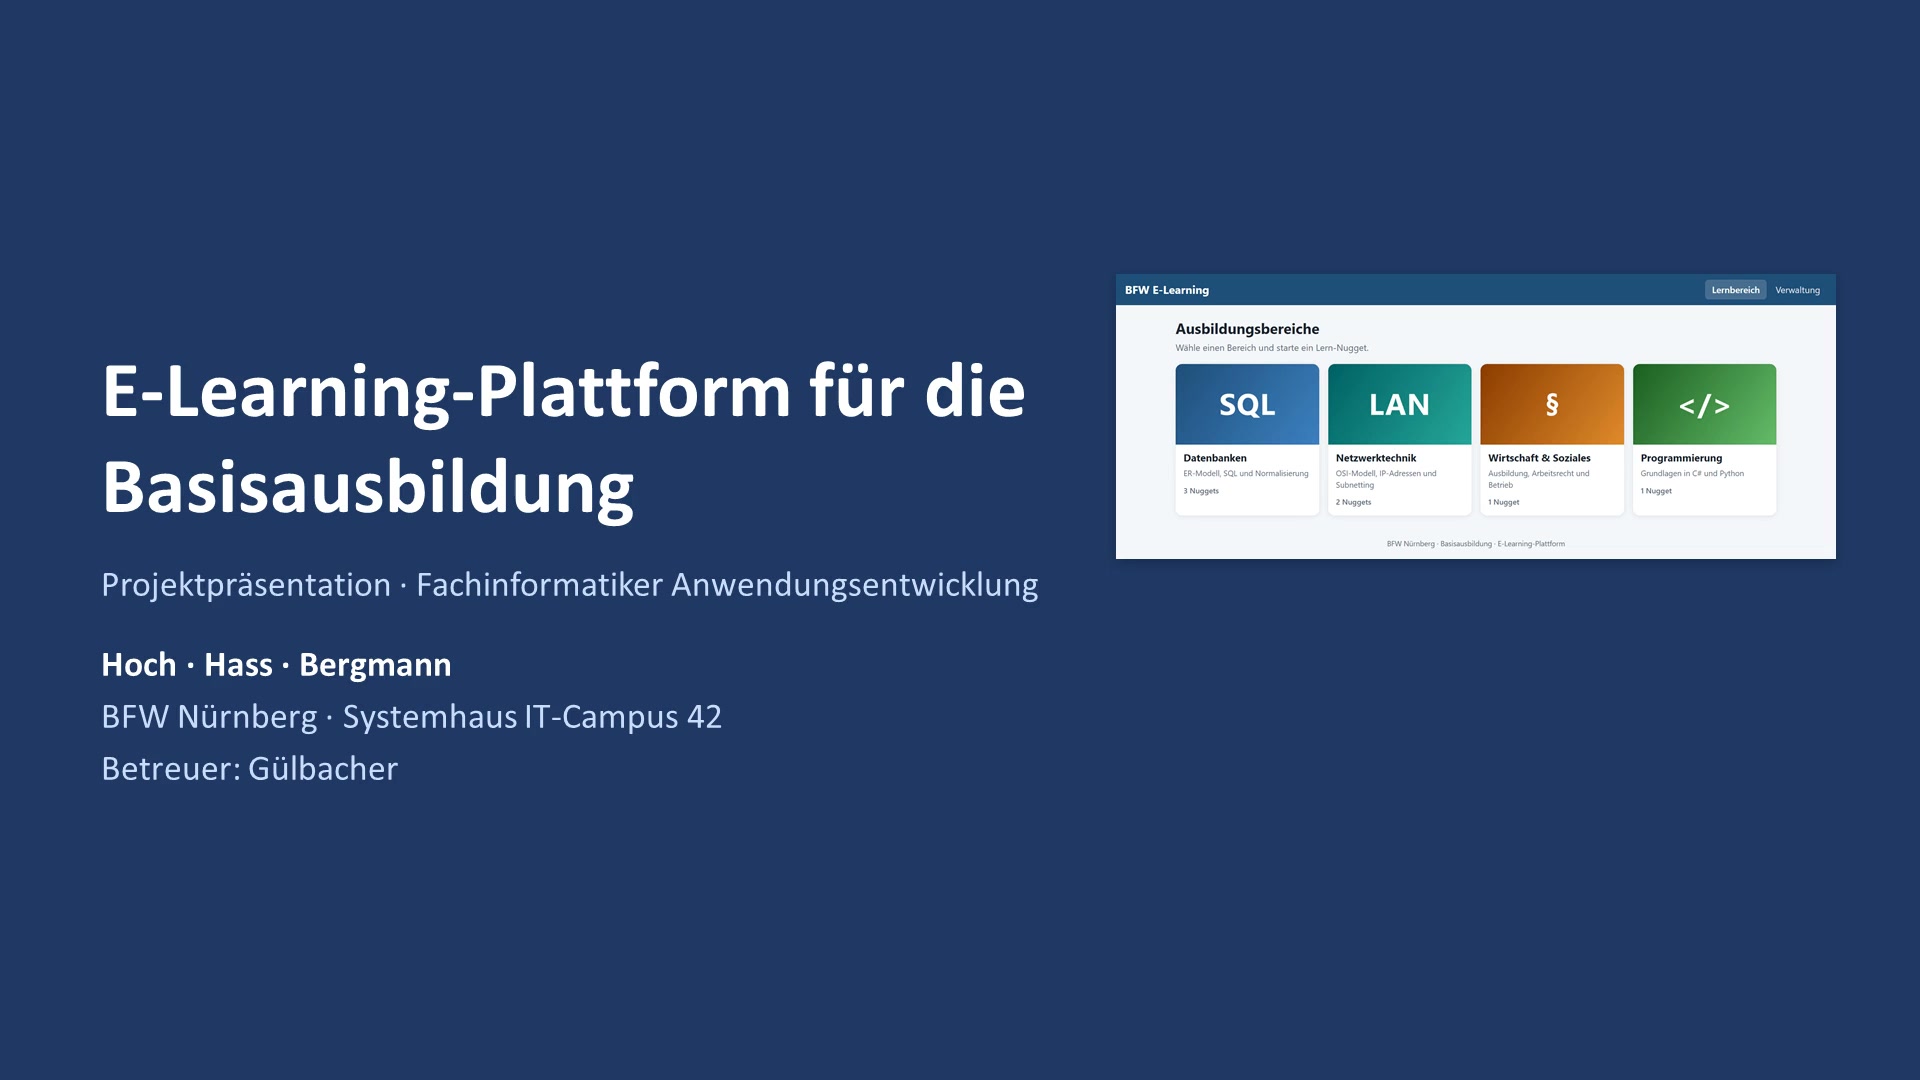 E-Learning-Plattform für die
Basisausbildung
Projektpräsentation · Fachinformatiker Anwendungsentwicklung
Hoch · Hass · Bergmann
BFW Nürnberg · Systemhaus IT-Campus 42
Betreuer: Gülbacher
BFW E-Learning
Lernbereich
Verwaltung
Ausbildungsbereiche
Wähle einen Bereich und starte ein Lern-Nugget.
SQL
Datenbanken
ER-Modell, SQL und Normalisierung
3 Nuggets
LAN
Netzwerktechnik
OSI-Modell, IP-Adressen und
Subnetting
2 Nuggets
§
Wirtschaft & Soziales
Ausbildung, Arbeitsrecht und
Betrieb
1 Nugget
</>
Programmierung
Grundlagen in C# und Python
1 Nugget
BFW Nürnberg · Basisausbildung · E-Learning-Plattform